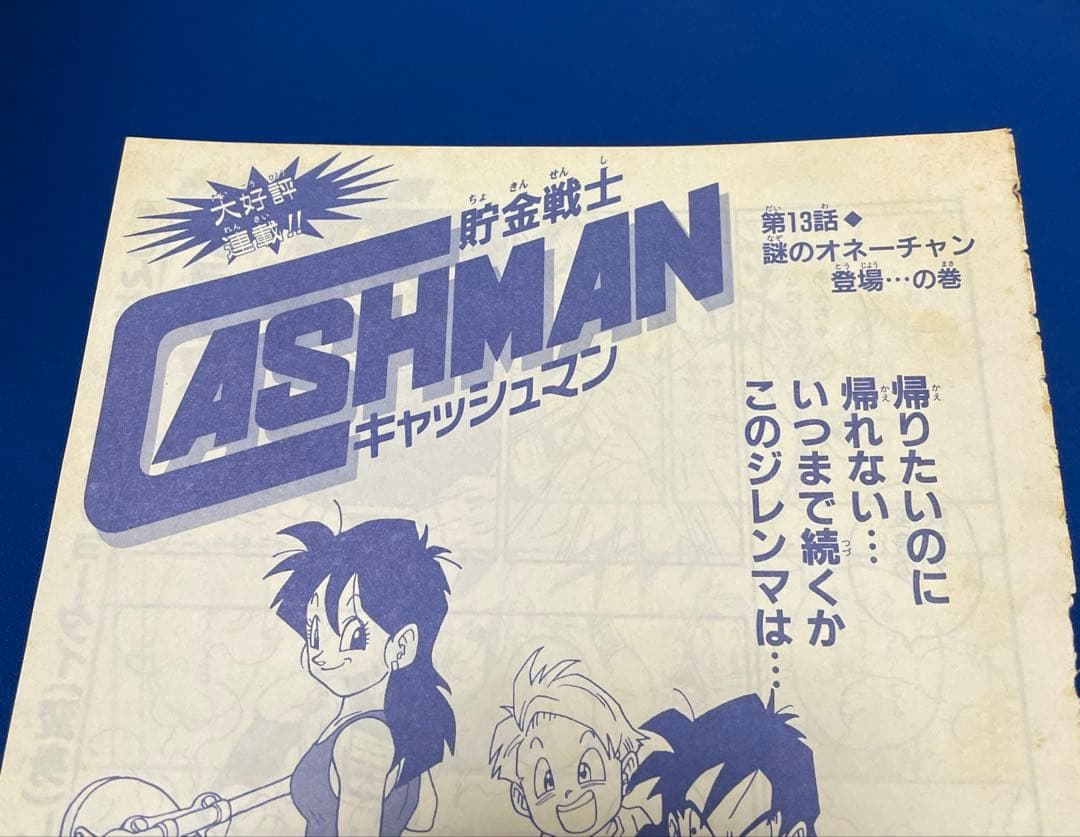 大好評
連載!!
貯金戦士
CASHMAN
キャッシュマン
第13話◆
謎のオネーチャン
登場…の巻
帰りたいのに
帰れない…
いつまで続くか
このジレンマは…